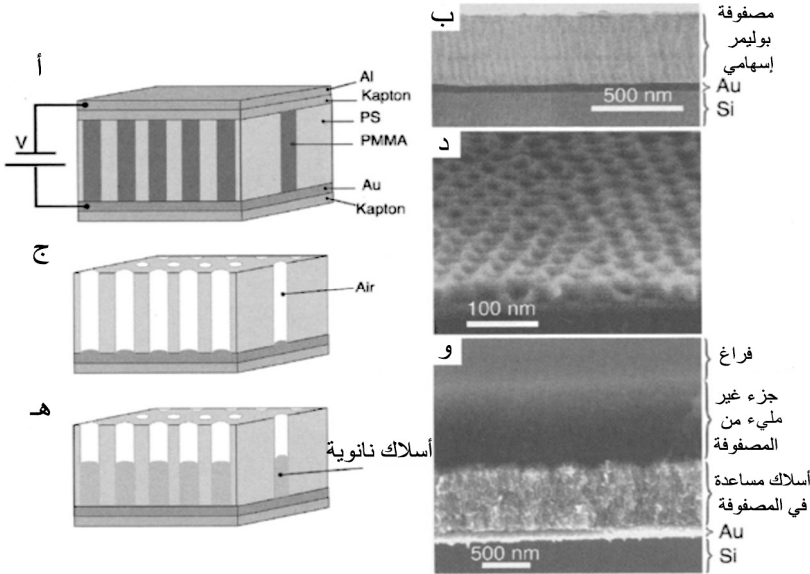 أ
Al
Kapton
PS
PMMA
V
Au
Kapton
ب
مصفوفة
بوليمر
إسهامي
Au
Si
500 nm
ج
Air
د
100 nm
هـ
أسلاك نانوية
و
فراغ
جزء غير
مليء من
المصفوفة
أسلاك مساعدة
في المصفوفة
Au
Si
500 nm